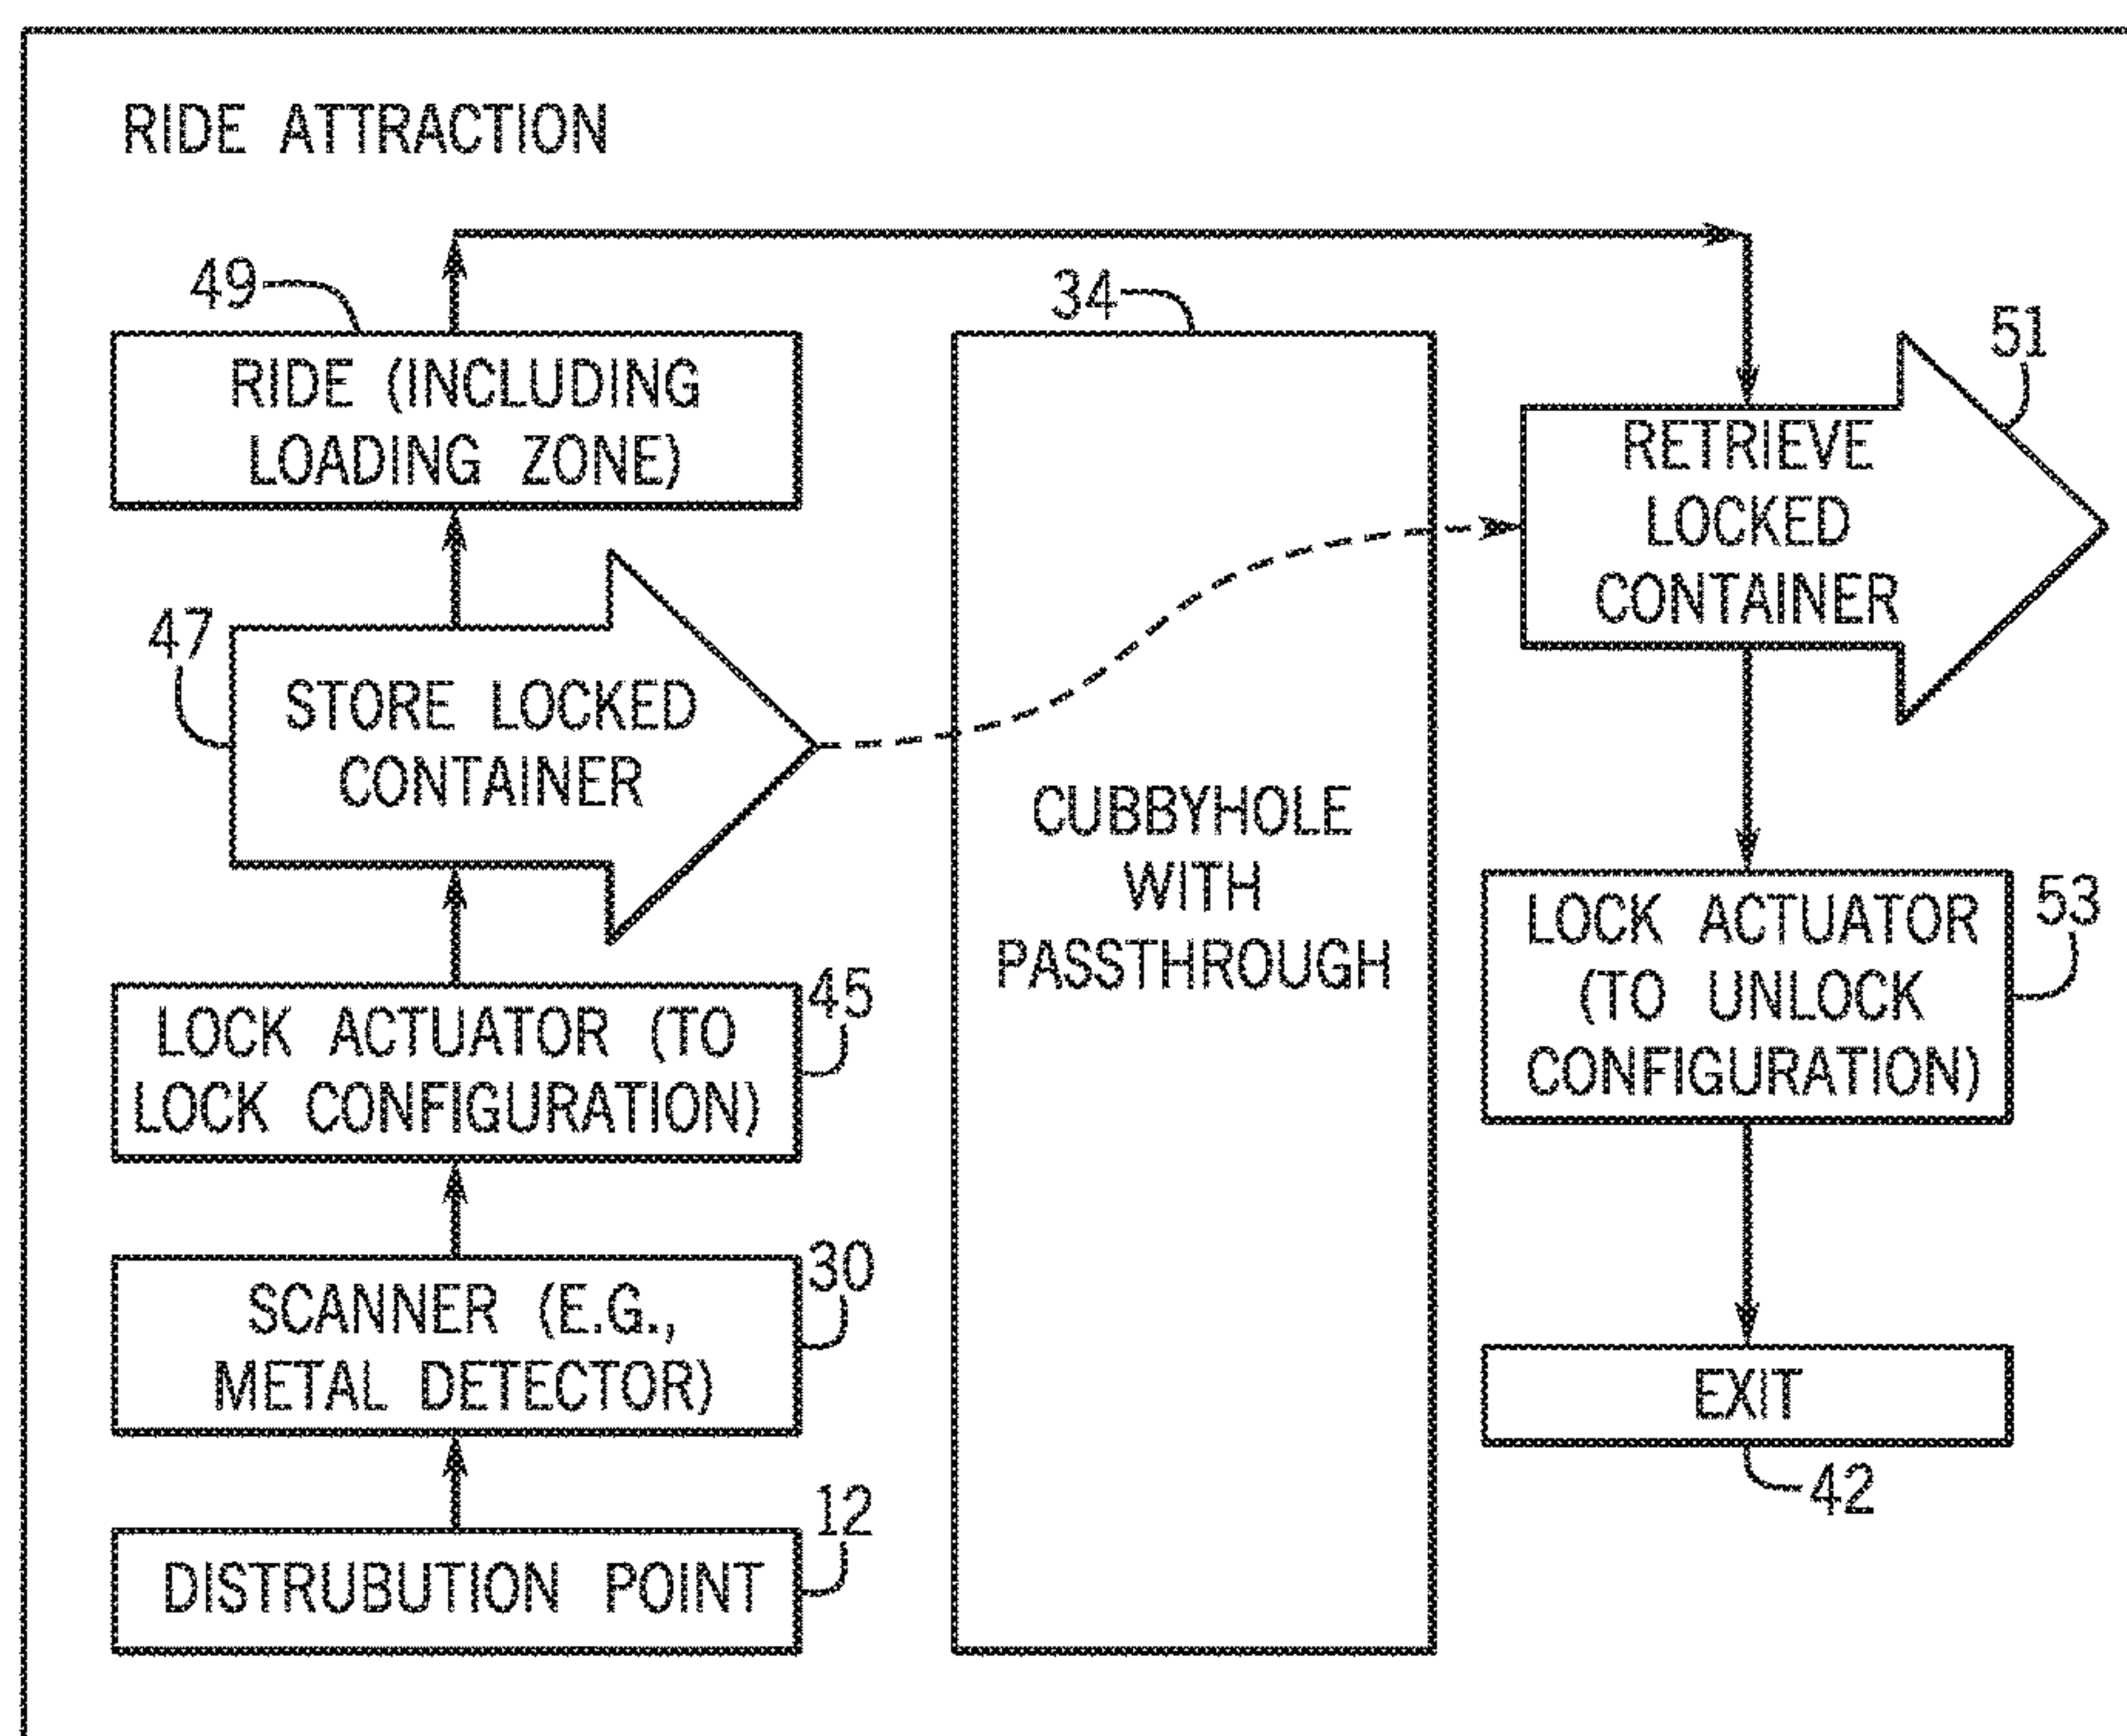 RIDE ATTRACTION
49
RIDE (INCLUDING
LOADING ZONE)
47
STORE LOCKED
CONTAINER
45
LOCK ACTUATOR (TO
LOCK CONFIGURATION)
30
SCANNER (E.G.,
METAL DETECTOR)
12
DISTRUBUTION POINT
34
CUBBYHOLE
WITH
PASSTHROUGH
51
RETRIEVE
LOCKED
CONTAINER
53
LOCK ACTUATOR
(TO UNLOCK
CONFIGURATION)
EXIT
42